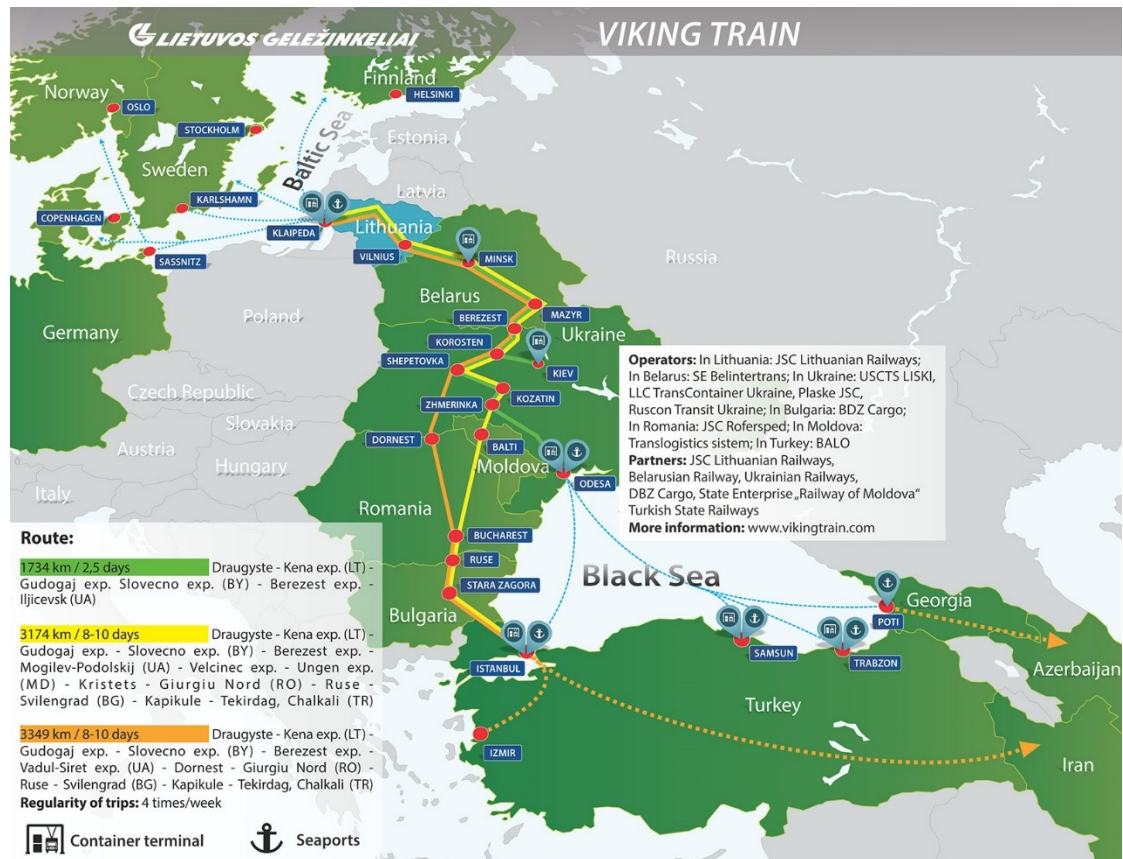 LIETUVOS GELEŽINKELIAI
VIKING TRAIN
Norway
OSLO
Finnland
HELSINKI
STOCKHOLM
Estonia
Sweden
Baltic Sea
Latvia
KARLSHAMN
COPENHAGEN
KLAIPEDA
Lithuania
SASSNITZ
VILNIUS
MINSK
Russia
Belarus
Poland
MAZYR
BEREZEST
Germany
Ukraine
KOROSTEN
SHEPETOVKA
KIEV
Czech Republic
KOZATIN
ZHMERINKA
Slovakia
DORNEST
BALTI
Austria
Moldova
Hungary
ODESA
Italy
Romania
BUCHAREST
RUSE
Black Sea
STARA ZAGORA
Georgia
Bulgaria
POTI
ISTANBUL
SAMSUN
TRABZON
Azerbaijan
Turkey
IZMIR
Iran
Operators: In Lithuania: JSC Lithuanian Railways;
In Belarus: SE Belintertrans; In Ukraine: USCTS LISKI,
LLC TransContainer Ukraine, Plaske JSC,
Ruscon Transit Ukraine; In Bulgaria: BDZ Cargo;
In Romania: JSC Rofersped; In Moldova:
Translogistics sistem; In Turkey: BALO
Partners: JSC Lithuanian Railways,
Belarusian Railway, Ukrainian Railways,
DBZ Cargo, State Enterprise „Railway of Moldova“
Turkish State Railways
More information: www.vikingtrain.com
Route:
1734 km / 2,5 days Draugyste - Kena exp. (LT) -
Gudogaj exp. Slovecno exp. (BY) - Berezest exp. -
Iljicevsk (UA)
3174 km / 8-10 days Draugyste - Kena exp. (LT) -
Gudogaj exp. - Slovecno exp. (BY) - Berezest exp. -
Mogilev-Podolskij (UA) - Velcinec exp. - Ungen exp.
(MD) - Kristets - Giurgiu Nord (RO) - Ruse -
Svilengrad (BG) - Kapikule - Tekirdag, Chalkali (TR)
3349 km / 8-10 days Draugyste - Kena exp. (LT) -
Gudogaj exp. - Slovecno exp. (BY) - Berezest exp. -
Vadul-Siret exp. (UA) - Dornest - Giurgiu Nord (RO) -
Ruse - Svilengrad (BG) - Kapikule - Tekirdag, Chalkali (TR)
Regularity of trips: 4 times/week
Container terminal
Seaports